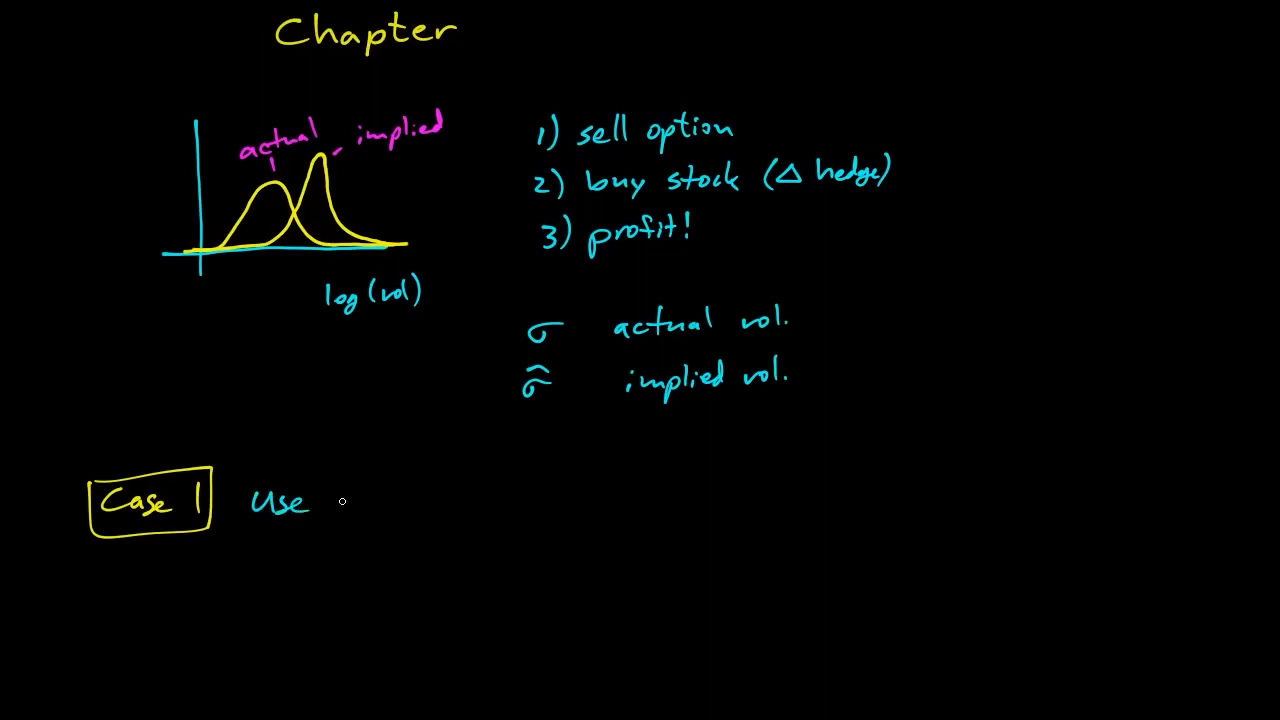 Chapter
actual
implied
log(vol)
1) sell option
2) buy stock (Δ hedge)
3) profit!
σ actual vol.
σ̂ implied vol.
Case 1 Use